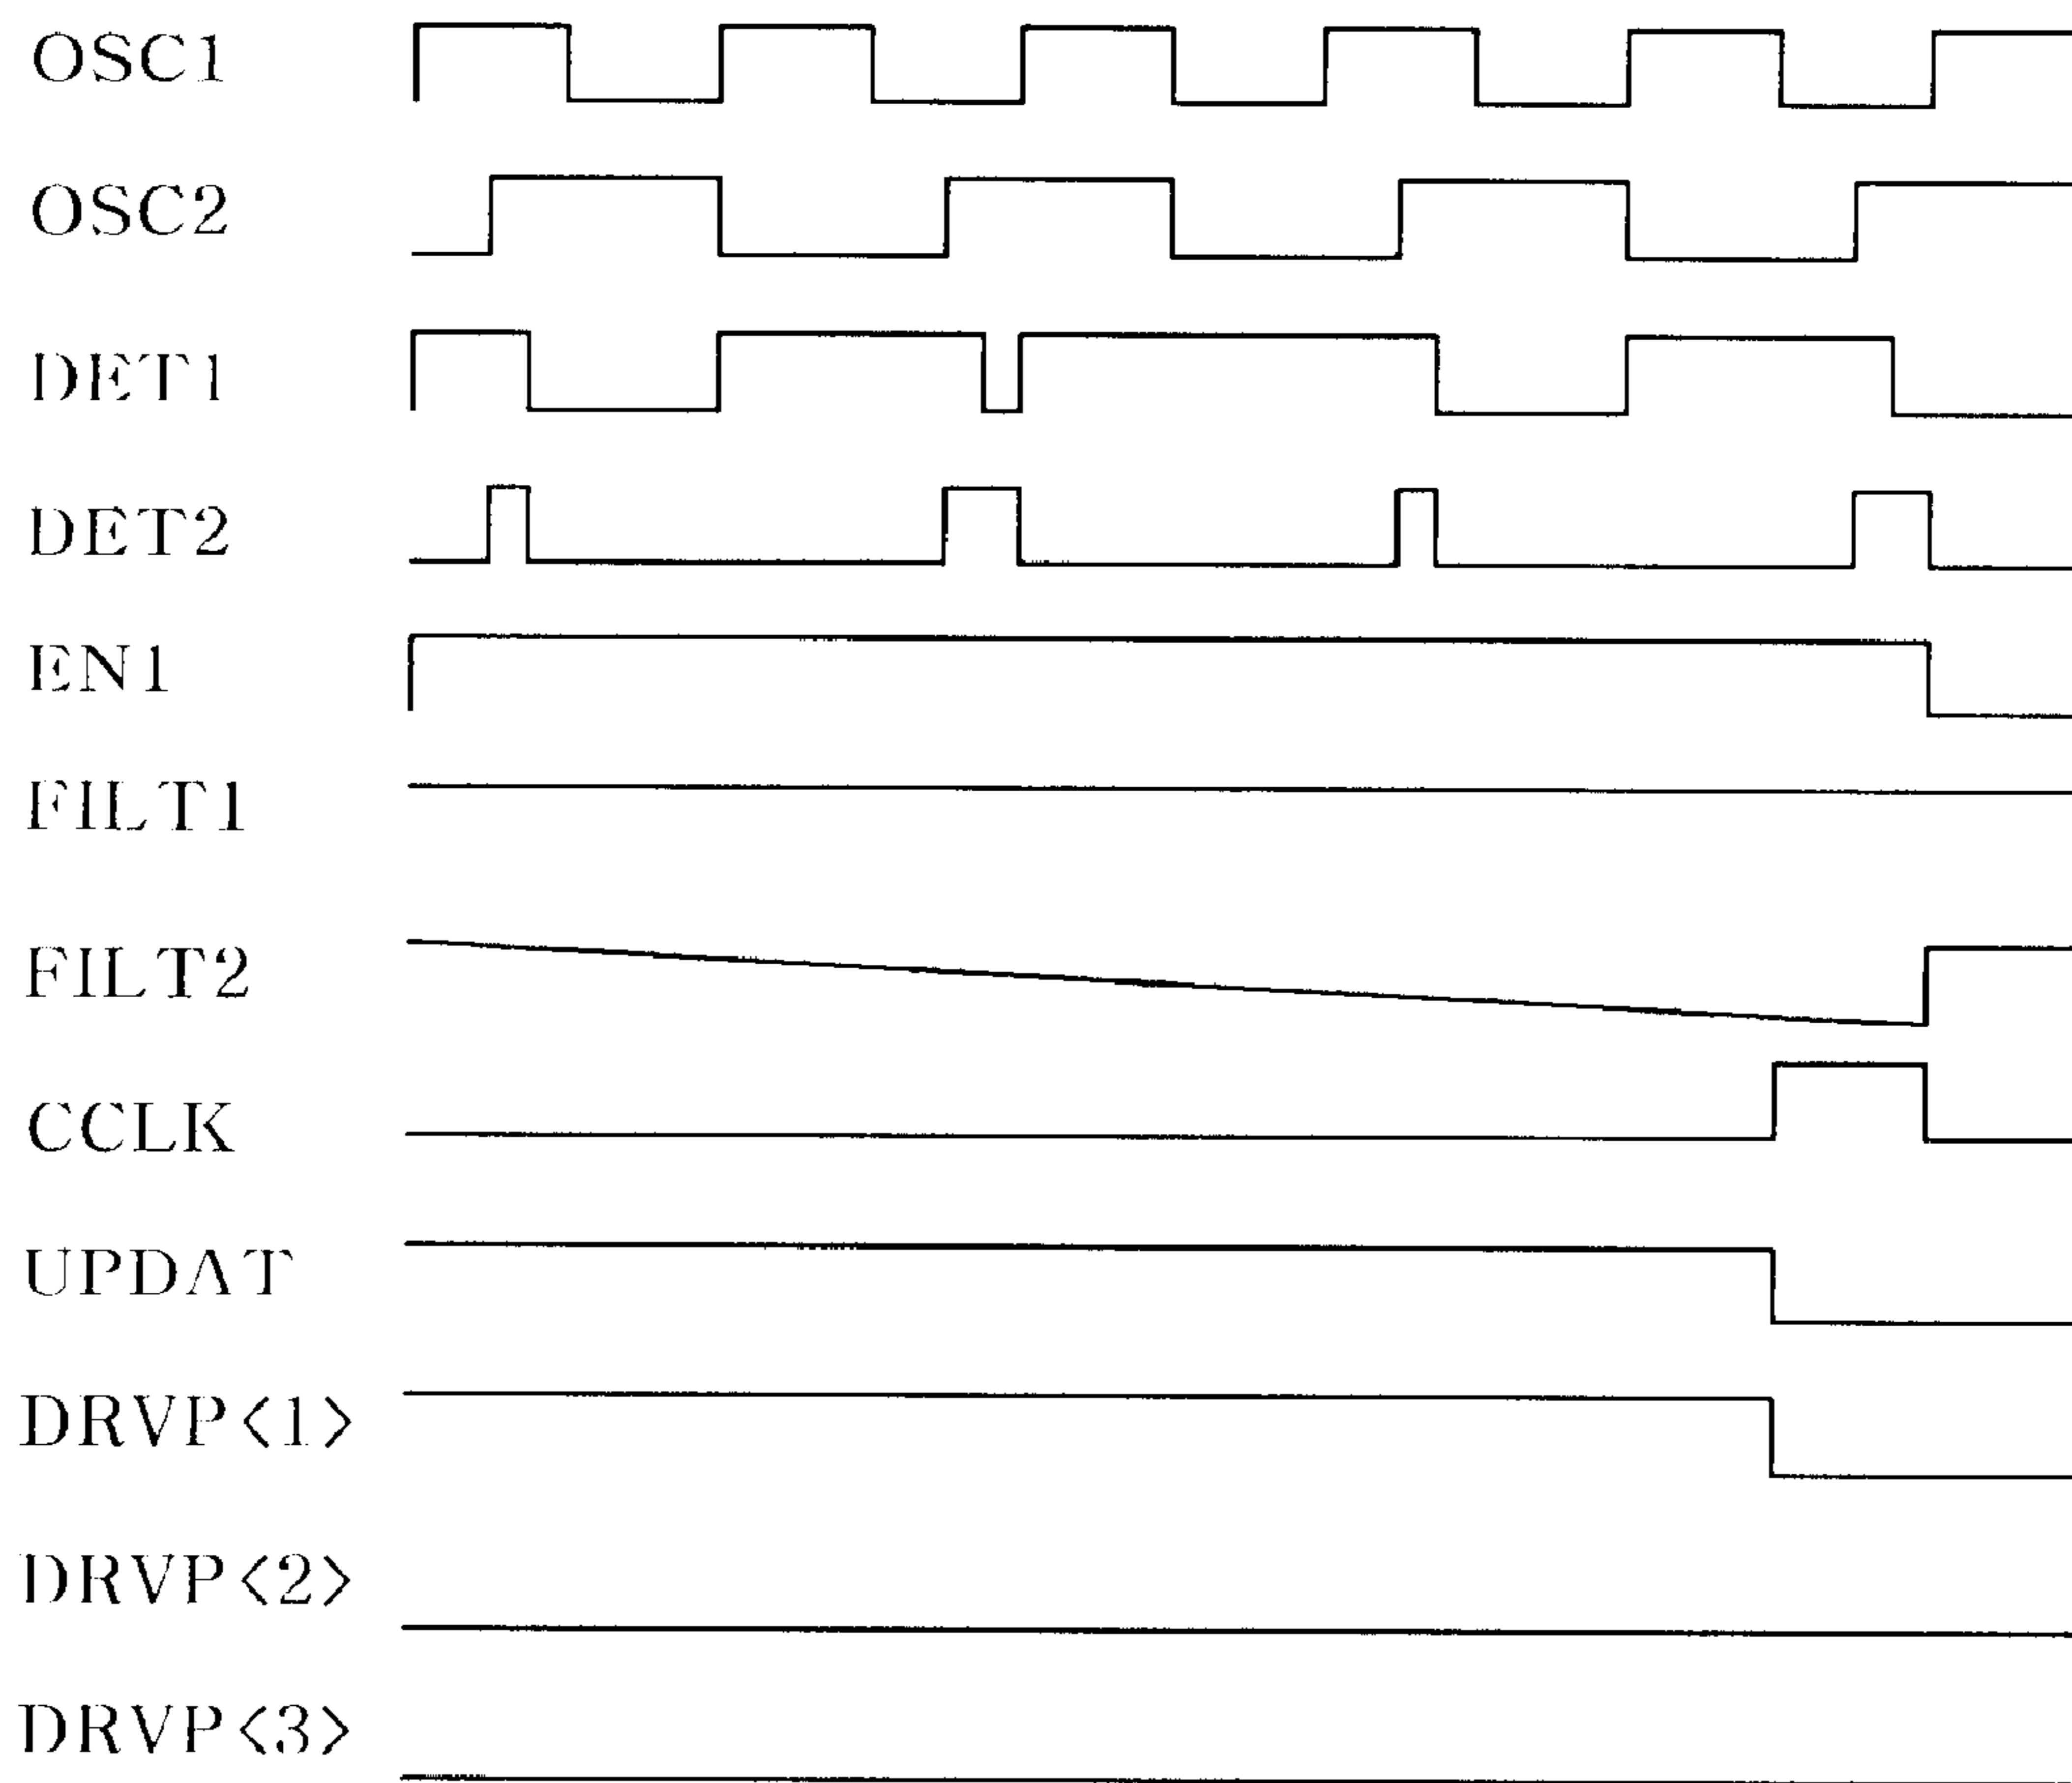 OSC1
OSC2
DET1
DET2
EN1
FILT1
FILT2
CCLK
UPDAT
DRVP<1>
DRVP<2>
DRVP<3>